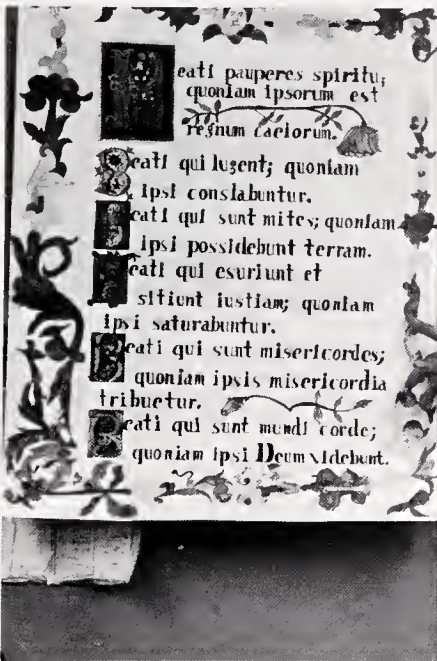 Beati pauperes spiritu;
quoniam ipsorum est
regnum caelorum.
Beati qui lugent; quoniam
ipsi conslabuntur.
Beati qui sunt mites; quoniam
ipsi possidebunt terram.
Beati qui esuriunt et
sitiunt iustiam; quoniam
ipsi saturabuntur.
Beati qui sunt misericordes;
quoniam ipsis misericordia
tribuetur.
Beati qui sunt mundi corde;
quoniam ipsi Deum videbunt.